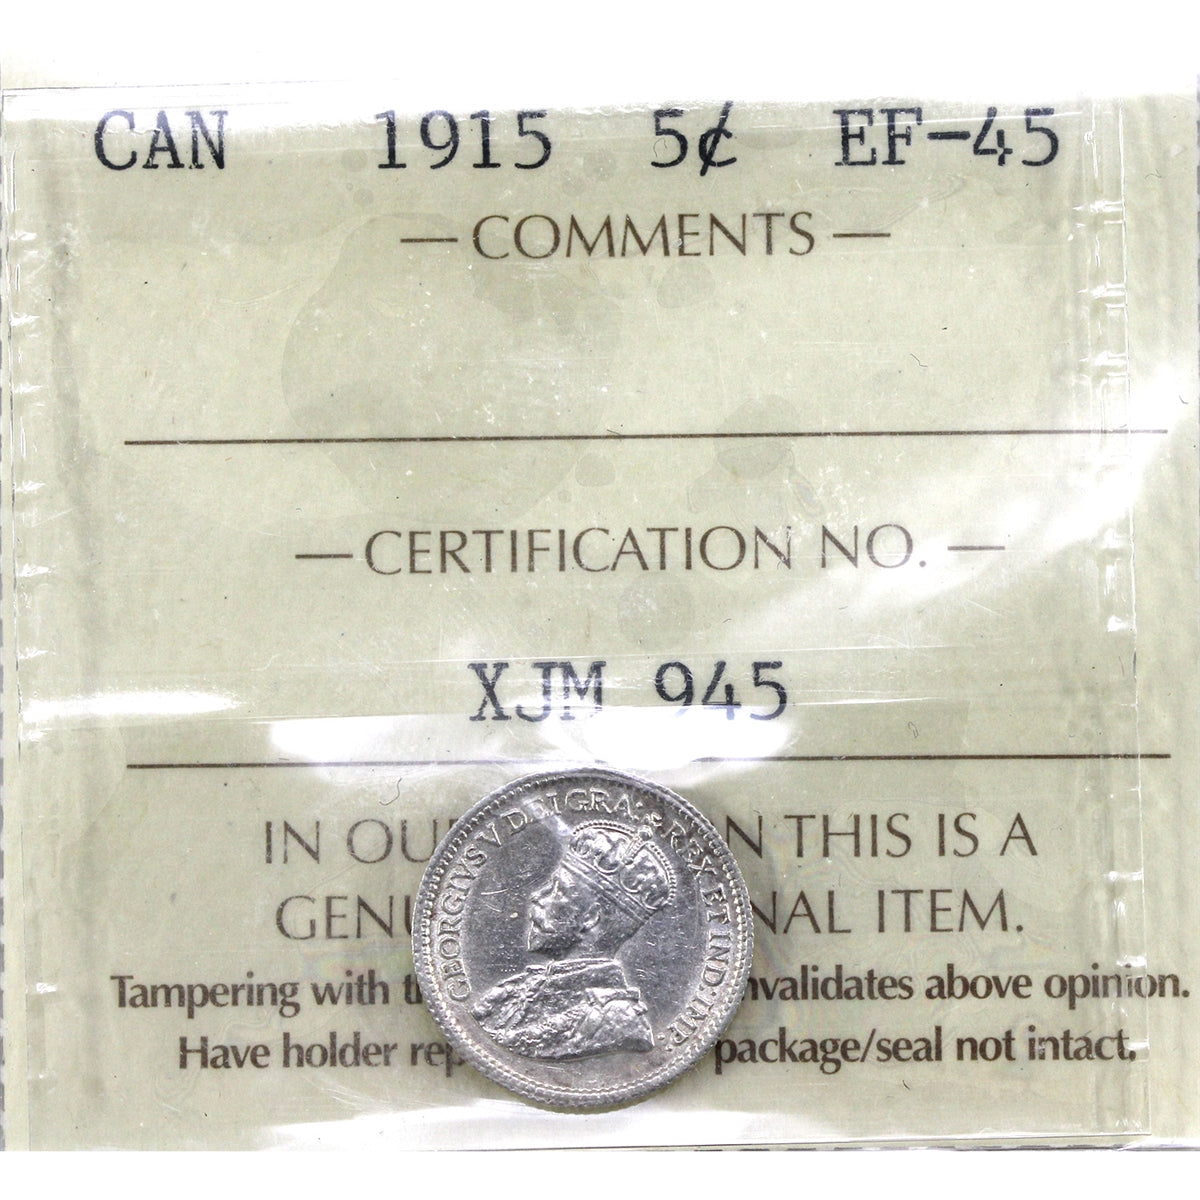 CAN 1915 5¢ EF-45
— COMMENTS —
— CERTIFICATION NO. —
XJM 945
IN OU N THIS IS A
GENU NAL ITEM.
Tampering with t nvalidates above opinion.
Have holder rep package/seal not intact.
GEORGIVS V DEI GRA: REX ET IND: IMP: